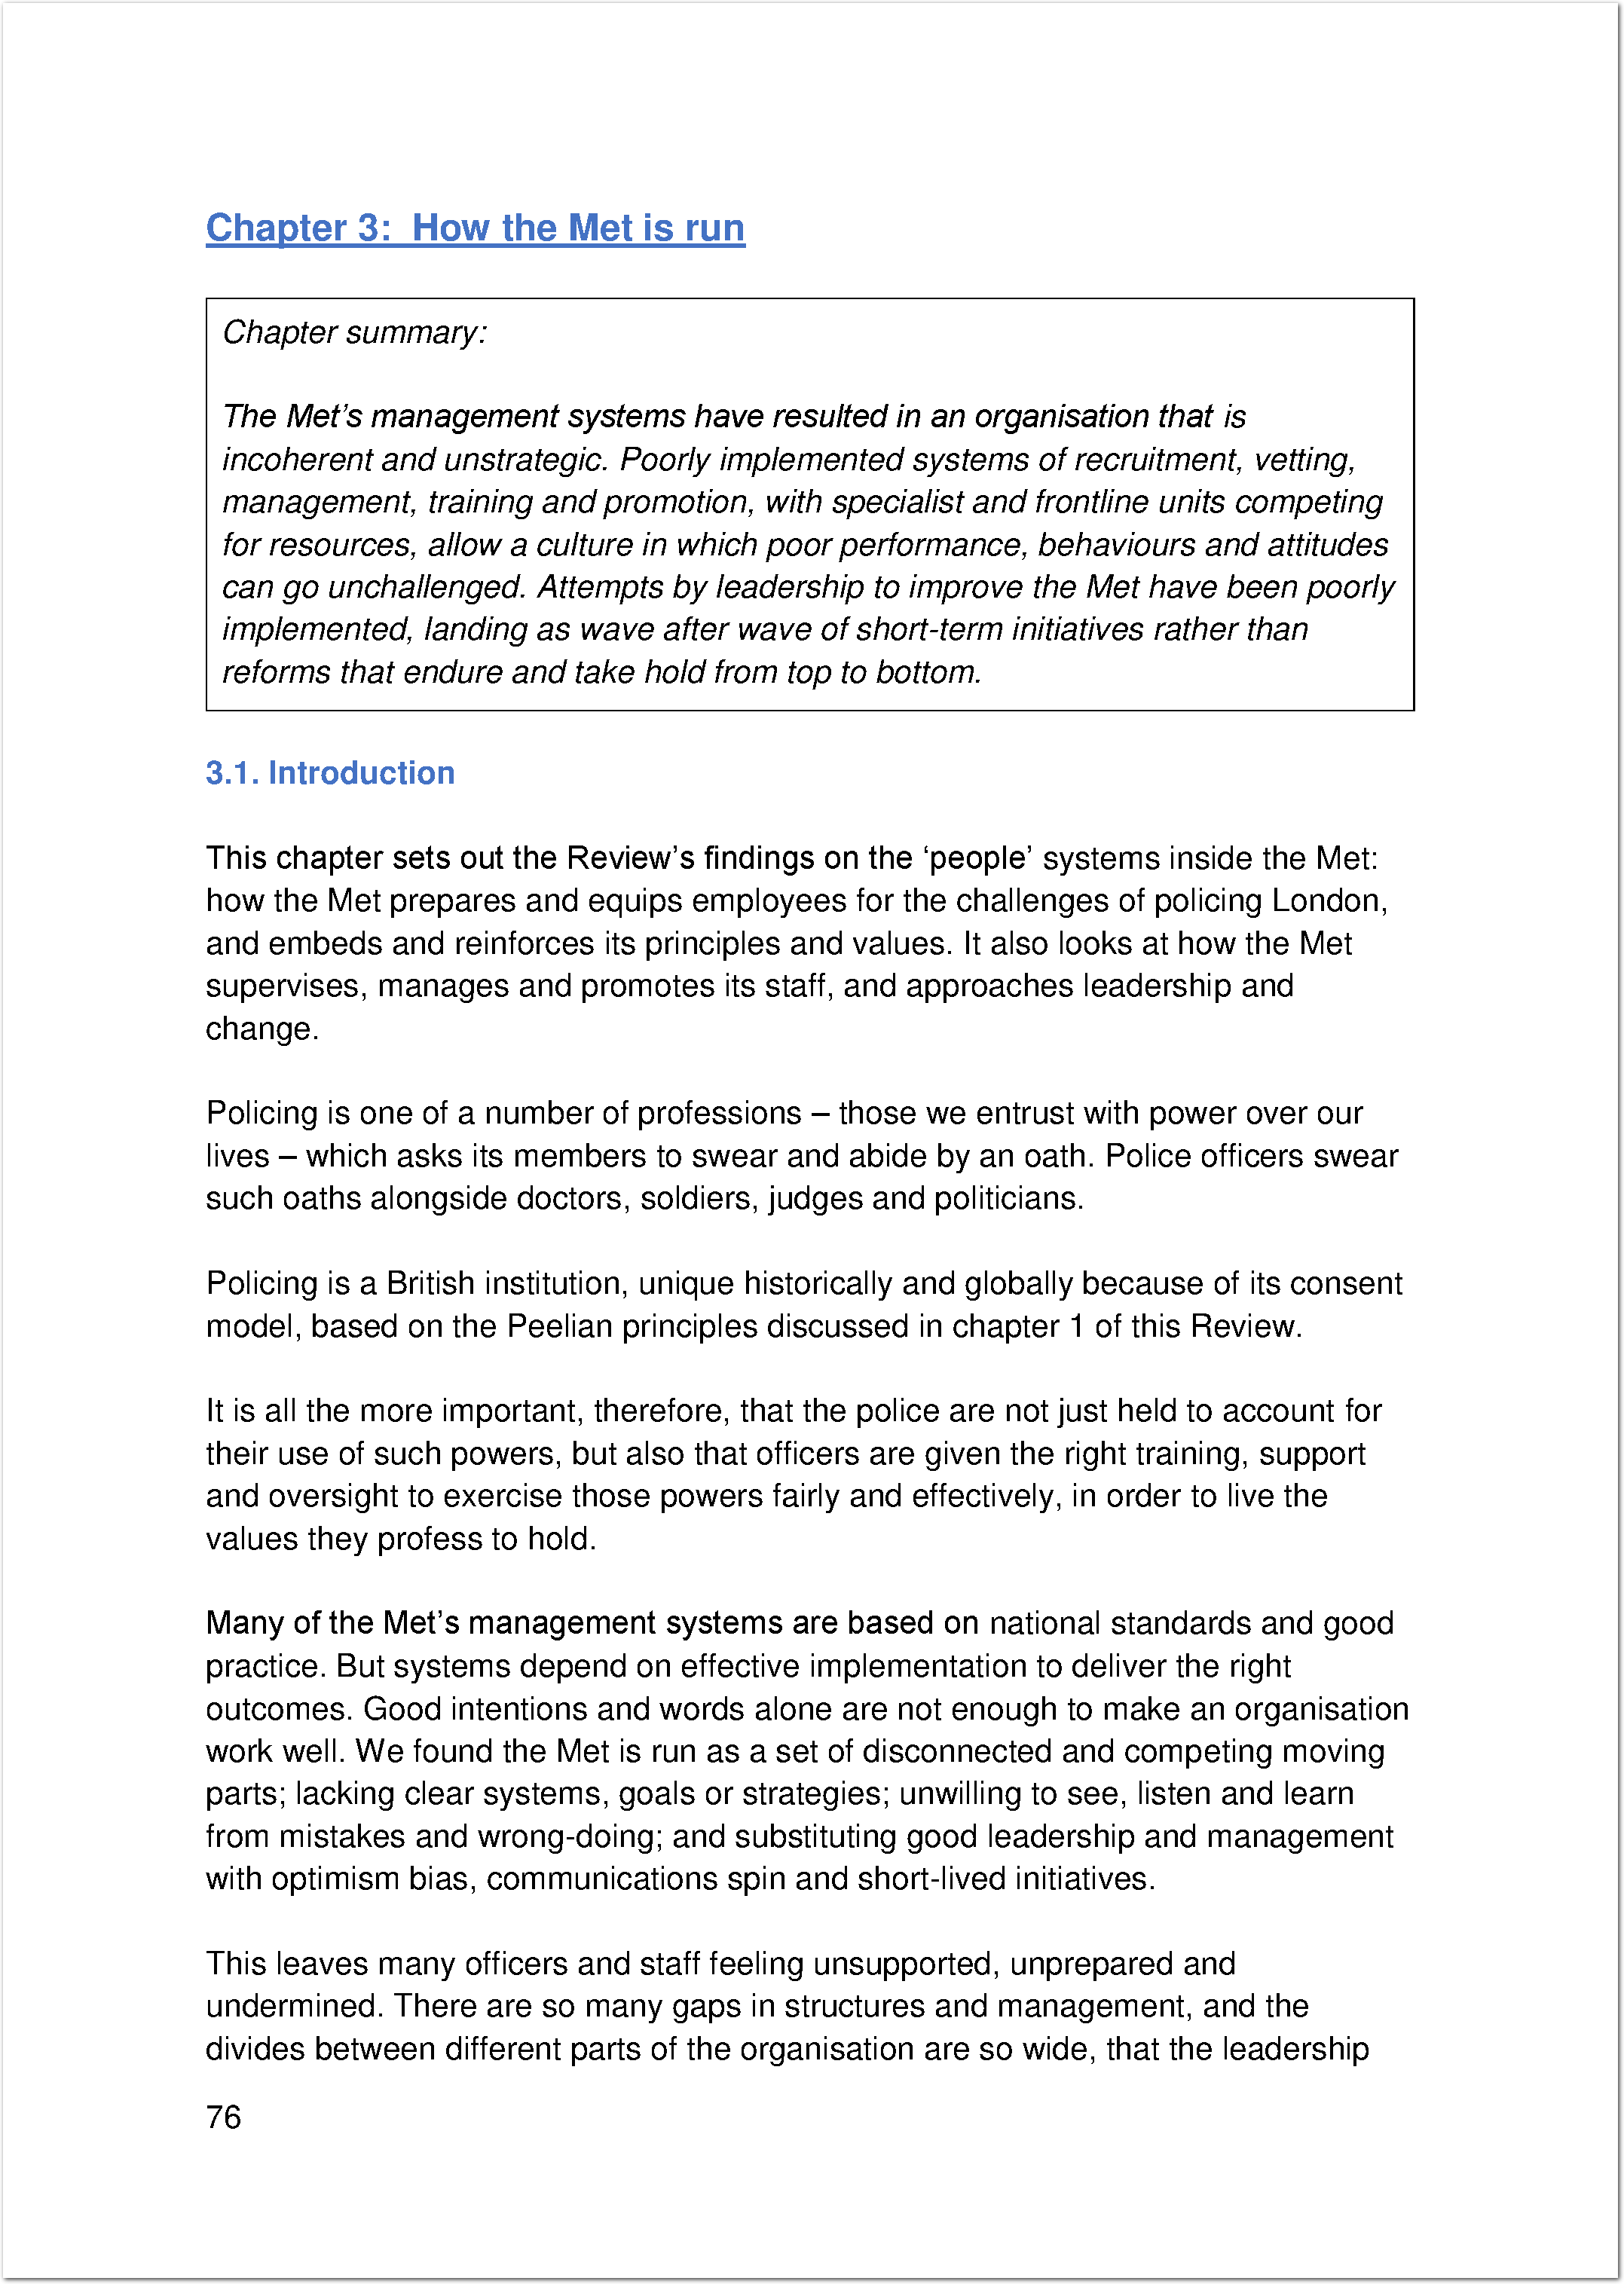 Chapter 3:  How the Met is run
Chapter summary:
The Met’s management systems have resulted in an organisation that is
incoherent and unstrategic. Poorly implemented systems of recruitment, vetting,
management, training and promotion, with specialist and frontline units competing
for resources, allow a culture in which poor performance, behaviours and attitudes
can go unchallenged. Attempts by leadership to improve the Met have been poorly
implemented, landing as wave after wave of short-term initiatives rather than
reforms that endure and take hold from top to bottom.
3.1. Introduction
This chapter sets out the Review’s findings on the ‘people’ systems inside the Met:
how the Met prepares and equips employees for the challenges of policing London,
and embeds and reinforces its principles and values. It also looks at how the Met
supervises, manages and promotes its staff, and approaches leadership and
change.
Policing is one of a number of professions – those we entrust with power over our
lives – which asks its members to swear and abide by an oath. Police officers swear
such oaths alongside doctors, soldiers, judges and politicians.
Policing is a British institution, unique historically and globally because of its consent
model, based on the Peelian principles discussed in chapter 1 of this Review.
It is all the more important, therefore, that the police are not just held to account for
their use of such powers, but also that officers are given the right training, support
and oversight to exercise those powers fairly and effectively, in order to live the
values they profess to hold.
Many of the Met’s management systems are based on national standards and good
practice. But systems depend on effective implementation to deliver the right
outcomes. Good intentions and words alone are not enough to make an organisation
work well. We found the Met is run as a set of disconnected and competing moving
parts; lacking clear systems, goals or strategies; unwilling to see, listen and learn
from mistakes and wrong-doing; and substituting good leadership and management
with optimism bias, communications spin and short-lived initiatives.
This leaves many officers and staff feeling unsupported, unprepared and
undermined. There are so many gaps in structures and management, and the
divides between different parts of the organisation are so wide, that the leadership
76